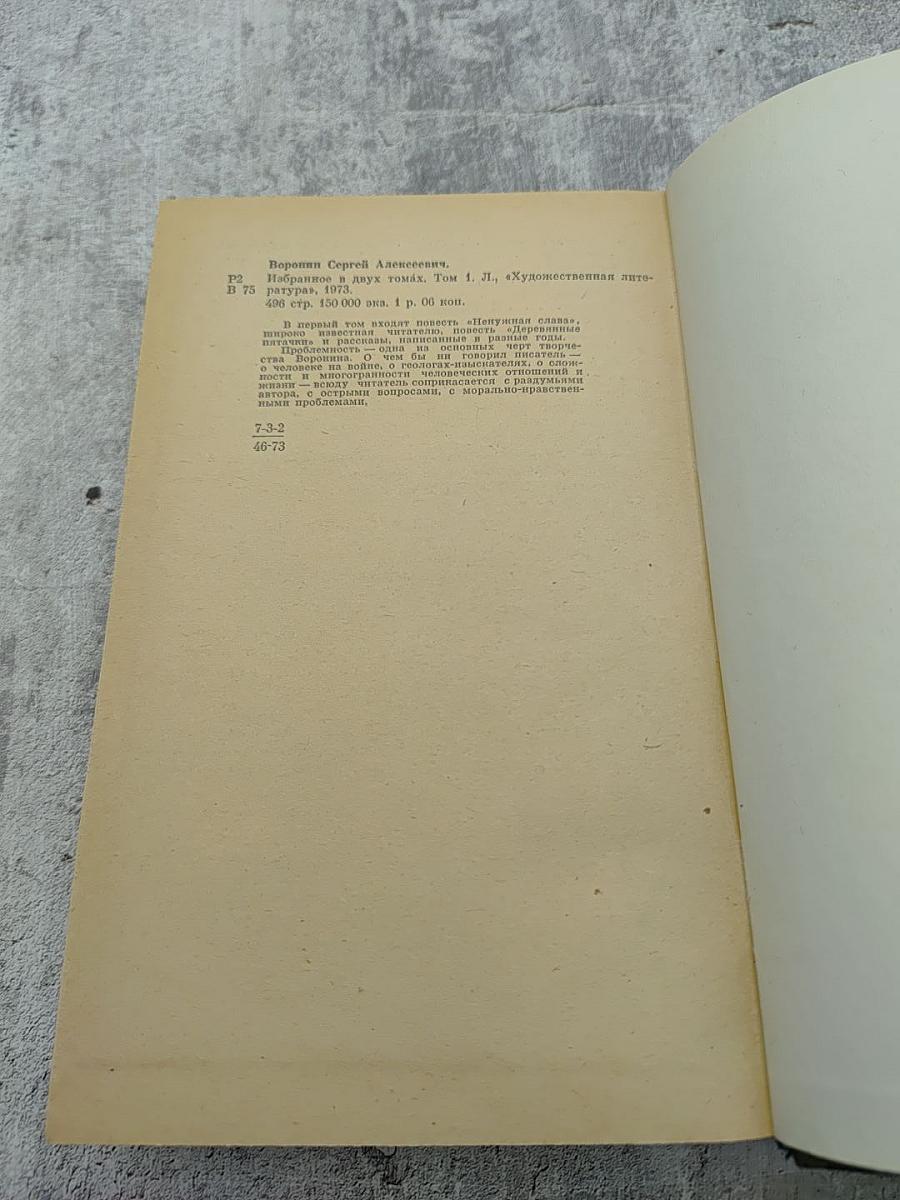 Воронин Сергей Алексеевич.
Р2 Избранное в двух томах. Том 1. Л., «Художественная лите-
В 75 ратура», 1973.
496 стр. 150 000 экз. 1 р. 06 коп.
В первый том входят повесть «Ненужная слава»,
широко известная читателю, повесть «Деревянные
пятачки» и рассказы, написанные в разные годы.
Проблемность — одна из основных черт творче-
ства Воронина. О чем бы ни говорил писатель —
о человеке на войне, о геологах-изыскателях, о слож-
ности и многогранности человеческих отношений и
жизни — всюду читатель соприкасается с раздумьями
автора, с острыми вопросами, с морально-нравствен-
ными проблемами.
7-3-2
46-73